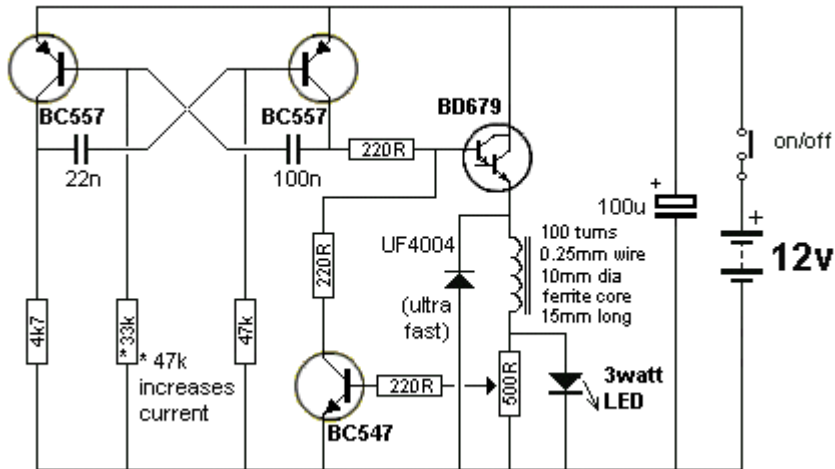 BC557
BC557
BD679
22n
100n
220R
on/off
+
100u
+
12v
UF4004
(ultra
fast)
100 turns
0.25mm wire
10mm dia
ferrite core
15mm long
220R
4k7
*33k
47k
* 47k
increases
current
220R
500R
3watt
LED
BC547